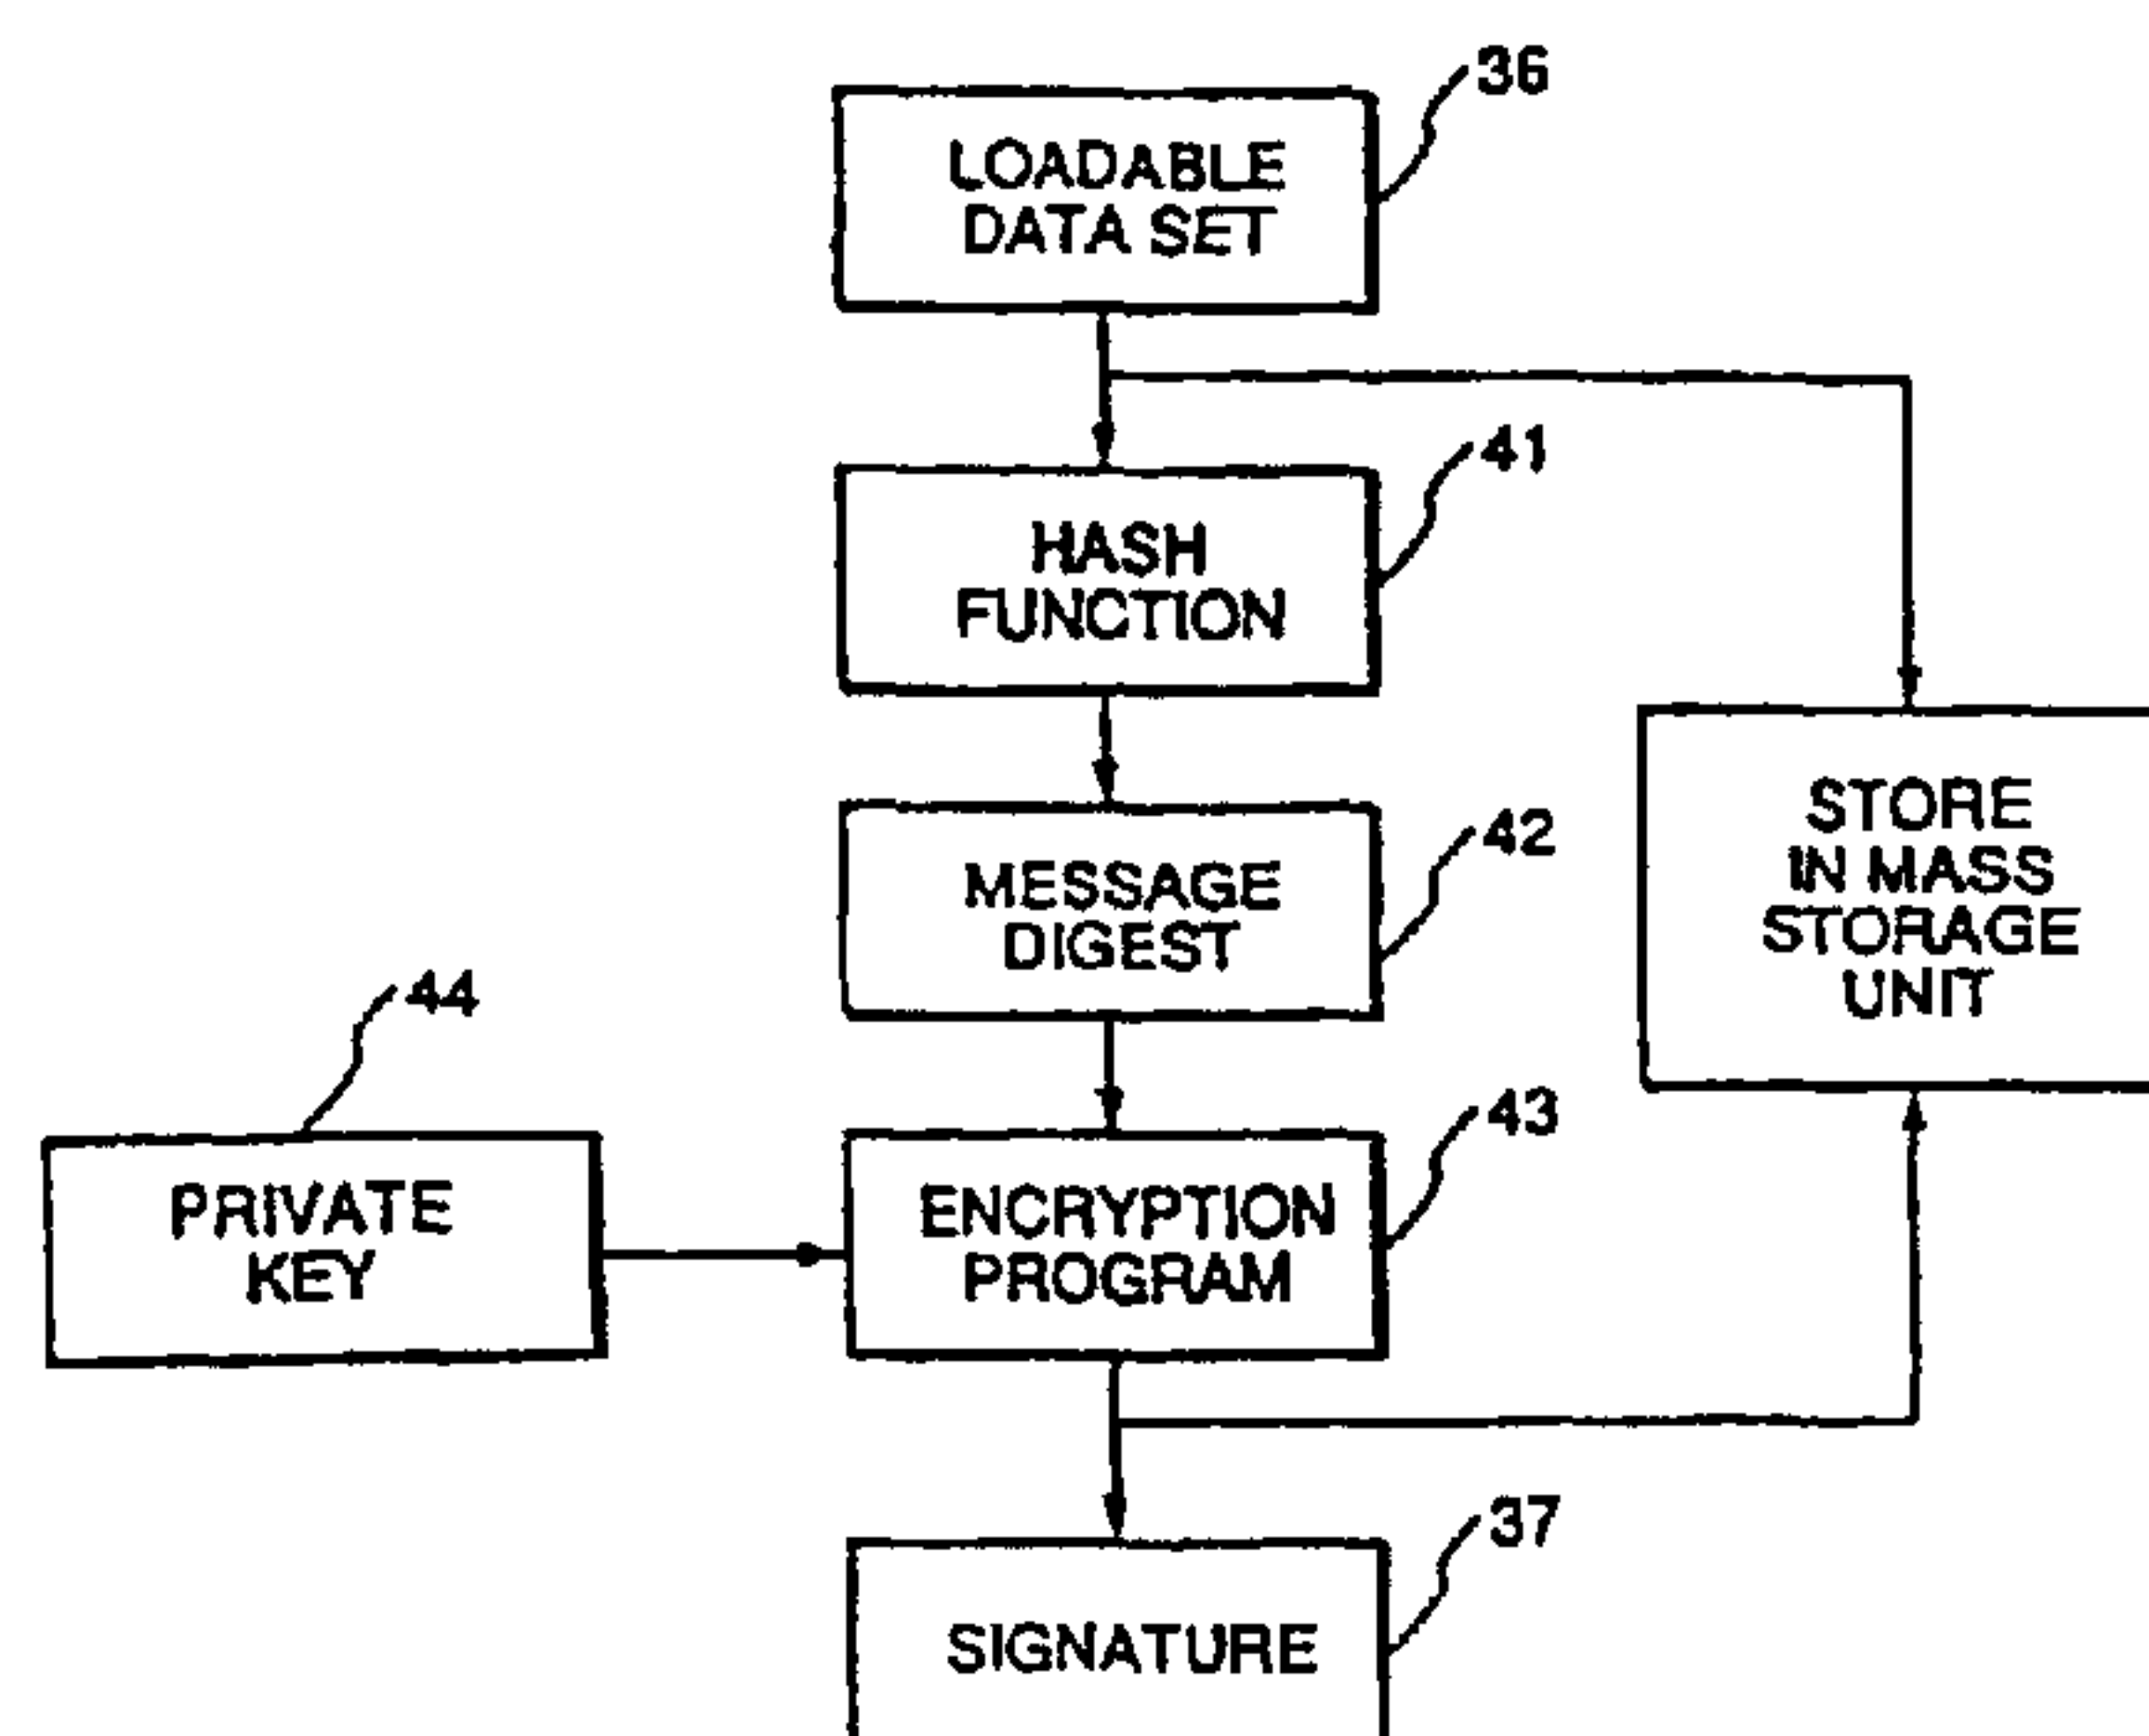 36
LOADABLE
DATA SET
41
HASH
FUNCTION
42
MESSAGE
DIGEST
STORE
IN MASS
STORAGE
UNIT
44
PRIVATE
KEY
43
ENCRYPTION
PROGRAM
37
SIGNATURE